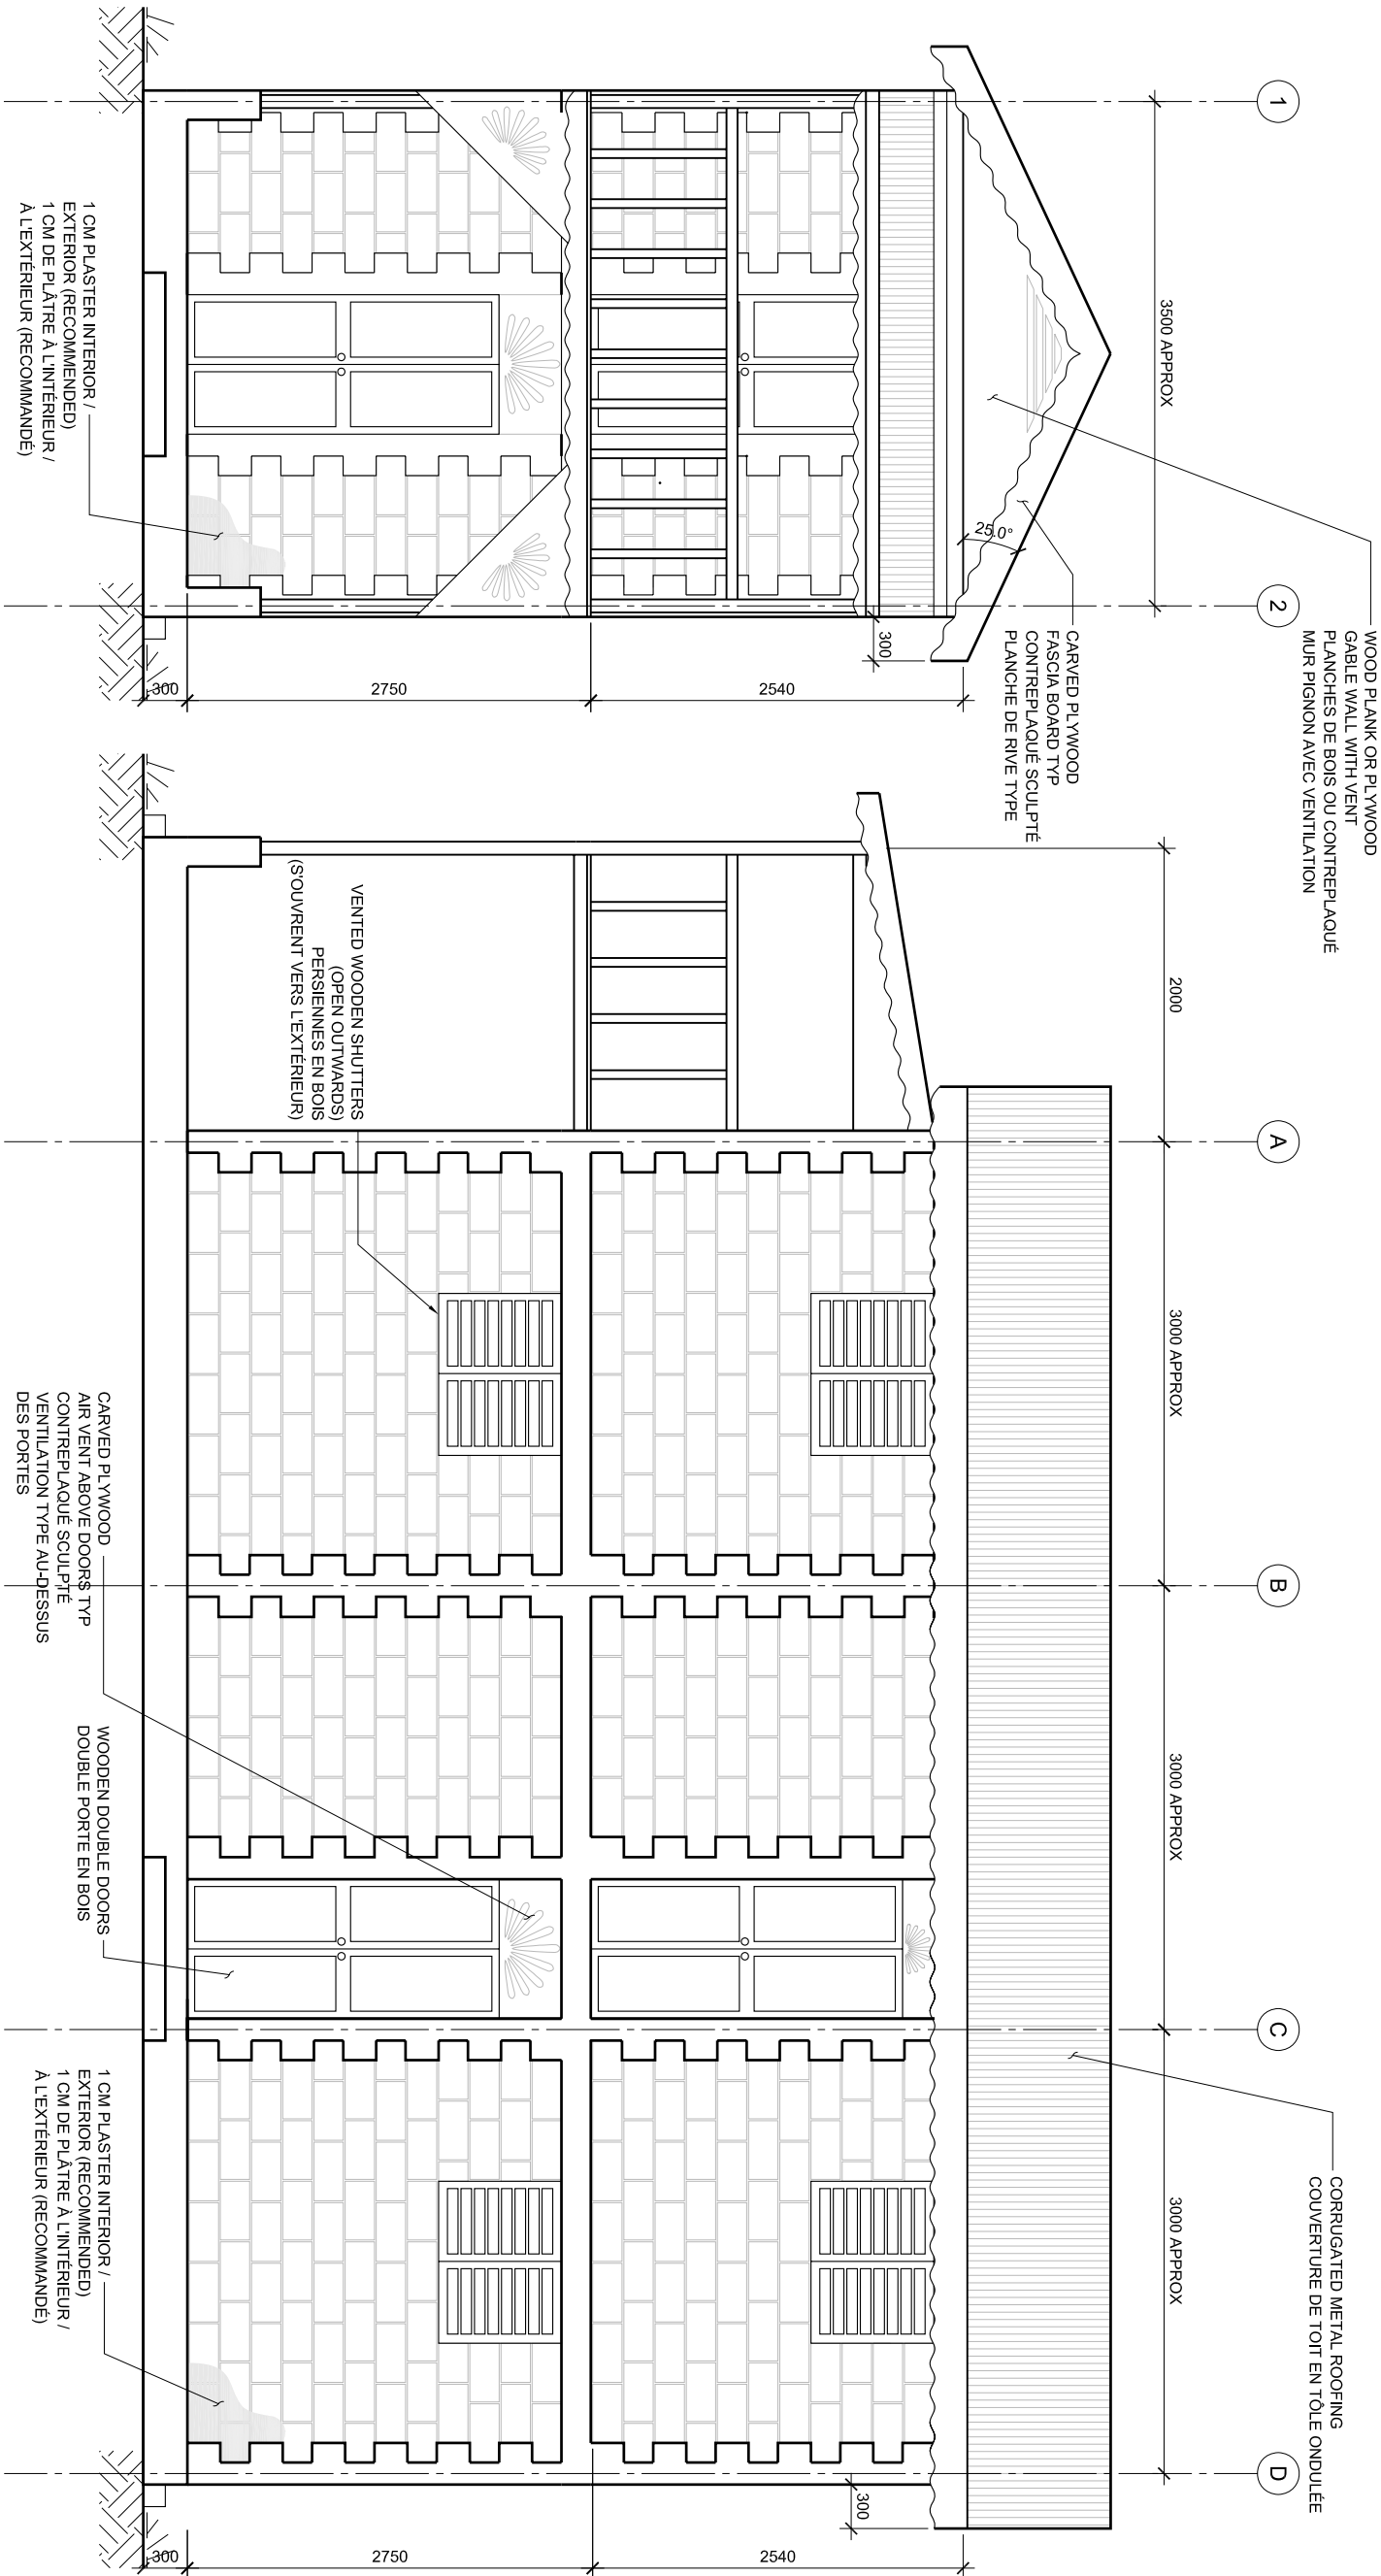 1
2
3500 APPROX
WOOD PLANK OR PLYWOOD
GABLE WALL WITH VENT
PLANCHES DE BOIS OU CONTREPLAQUÉ
MUR PIGNON AVEC VENTILATION
CARVED PLYWOOD
FASCIA BOARD TYP
CONTREPLAQUÉ SCULPTÉ
PLANCHE DE RIVE TYPE
25.0°
300
2540
2750
300
1 CM PLASTER INTERIOR /
EXTERIOR (RECOMMENDED)
1 CM DE PLÂTRE À L'INTÉRIEUR /
À L'EXTÉRIEUR (RECOMMANDÉ)
A
B
C
D
2000
3000 APPROX
3000 APPROX
3000 APPROX
CORRUGATED METAL ROOFING
COUVERTURE DE TOIT EN TÔLE ONDULÉE
VENTED WOODEN SHUTTERS
(OPEN OUTWARDS)
PERSIENNES EN BOIS
(S'OUVRENT VERS L'EXTÉRIEUR)
300
2540
2750
300
CARVED PLYWOOD
AIR VENT ABOVE DOORS TYP
CONTREPLAQUÉ SCULPTÉ
VENTILATION TYPE AU-DESSUS
DES PORTES
WOODEN DOUBLE DOORS
DOUBLE PORTE EN BOIS
1 CM PLASTER INTERIOR /
EXTERIOR (RECOMMENDED)
1 CM DE PLÂTRE À L'INTÉRIEUR /
À L'EXTÉRIEUR (RECOMMANDÉ)